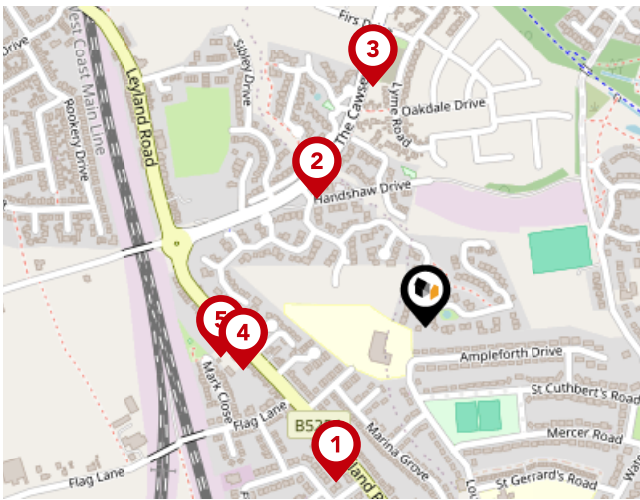 Firs D
Drive
3
West Coast Main Line
Sibley Drive
Leyland Road
The Cawsey
Lyme Road
Oakdale Drive
Rookery Drive
2
Handshaw Drive
5
4
Ampleforth Drive
Mark Close
St Cuthbert's Road
Flag Lane
B52
1
Marina Grove
Mercer Road
Flag Lane
land R
St Gerrard's Road